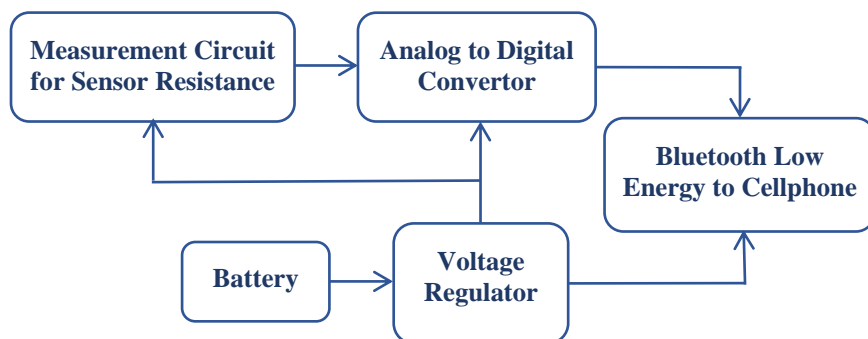 Measurement Circuit
for Sensor Resistance
Analog to Digital
Convertor
Bluetooth Low
Energy to Cellphone
Battery
Voltage
Regulator